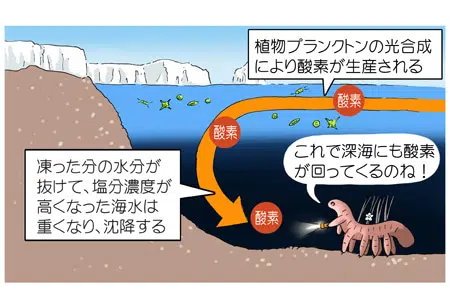 植物プランクトンの光合成
により酸素が生産される
酸素
酸素
凍った分の水分が
抜けて、塩分濃度が
高くなった海水は
重くなり、沈降する
酸素
これで深海にも酸素
が回ってくるのね!